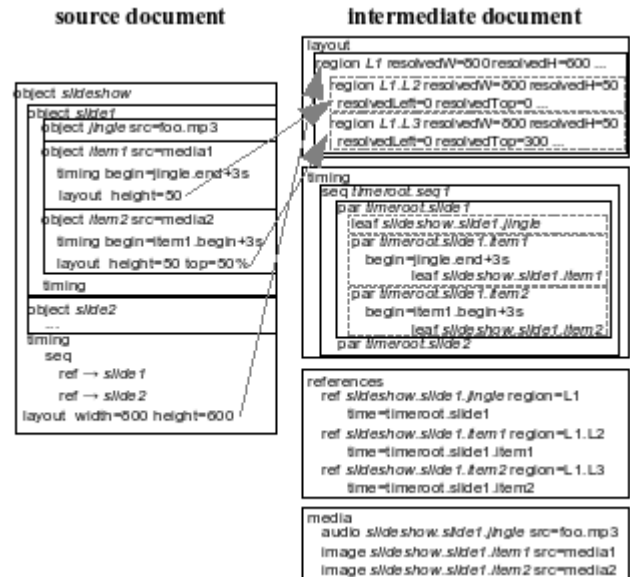 source document
object slideshow
object slide1
object jingle src=foo.mp3
object item1 src=media1
timing begin=jingle.end+3s
layout height=50
object item2 src=media2
timing begin=item1.begin+3s
layout height=50 top=50%
timing
object slide2
...
timing
seq
ref → slide1
ref → slide2
layout width=800 height=600
intermediate document
layout
region L1 resolvedW=800 resolvedH=600 ...
region L1.L2 resolvedW=800 resolvedH=50
resolvedLeft=0 resolvedTop=0 ...
region L1.L3 resolvedW=800 resolvedH=50
resolvedLeft=0 resolvedTop=300 ...
timing
seq timeroot.seq1
par timeroot.slide1
leaf slideshow.slide1.jingle
par timeroot.slide1.item1
begin=jingle.end+3s
leaf slideshow.slide1.item1
par timeroot.slide1.item2
begin=item1.begin+3s
leaf slideshow.slide1.item2
par timeroot.slide2
references
ref slideshow.slide1.jingle region=L1
time=timeroot.slide1
ref slideshow.slide1.item1 region=L1.L2
time=timeroot.slide1.item1
ref slideshow.slide1.item2 region=L1.L3
time=timeroot.slide1.item2
media
audio slideshow.slide1.jingle src=foo.mp3
image slideshow.slide1.item1 src=media1
image slideshow.slide1.item2 src=media2